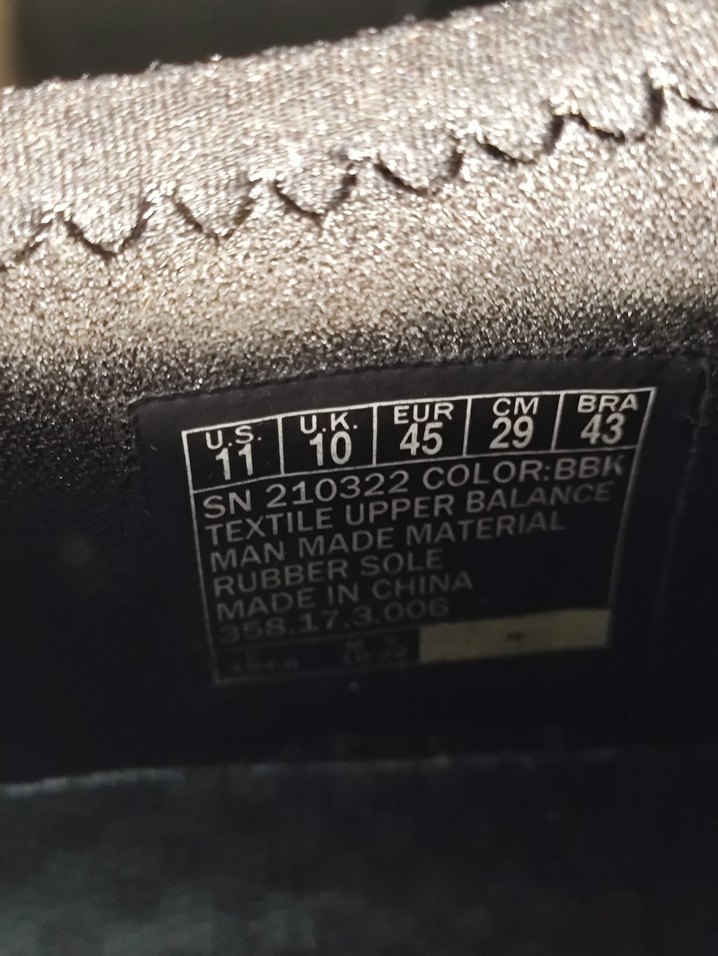 U.S. U.K. EUR CM BRA
11 10 45 29 43
SN 210322 COLOR:BBK
TEXTILE UPPER BALANCE
MAN MADE MATERIAL
RUBBER SOLE
MADE IN CHINA
358.17.3.006